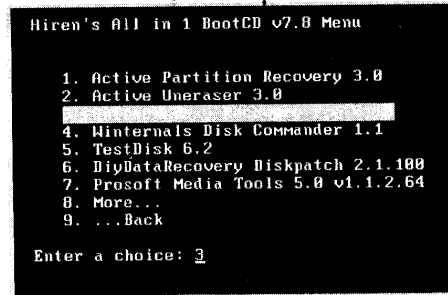 Hiren's All in 1 BootCD v7.8 Menu
1. Active Partition Recovery 3.0
2. Active Uneraser 3.0
4. Winternals Disk Commander 1.1
5. TestDisk 6.2
6. DiyDataRecovery Diskpatch 2.1.100
7. Prosoft Media Tools 5.0 v1.1.2.64
8. More...
9. ...Back
Enter a choice: 3